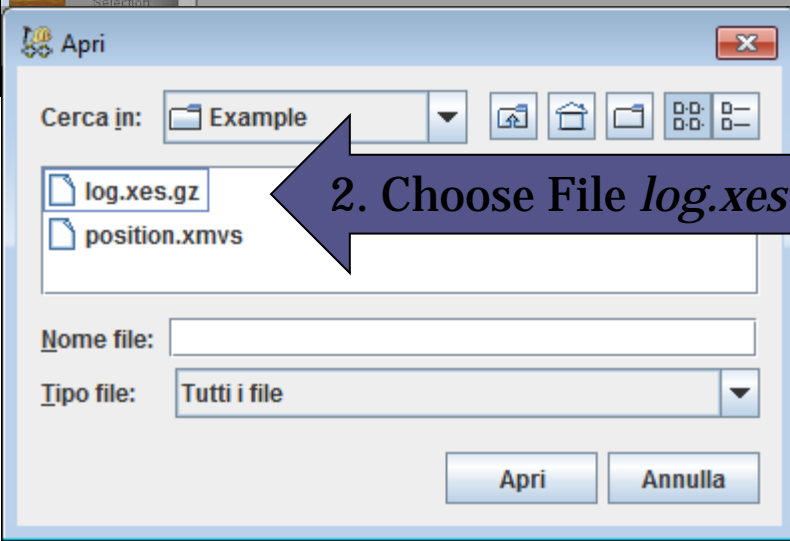 Selection
Apri
Cerca in: Example
log.xes.gz
2. Choose File log.xes
position.xmvs
Nome file:
Tipo file: Tutti i file
Apri Annulla